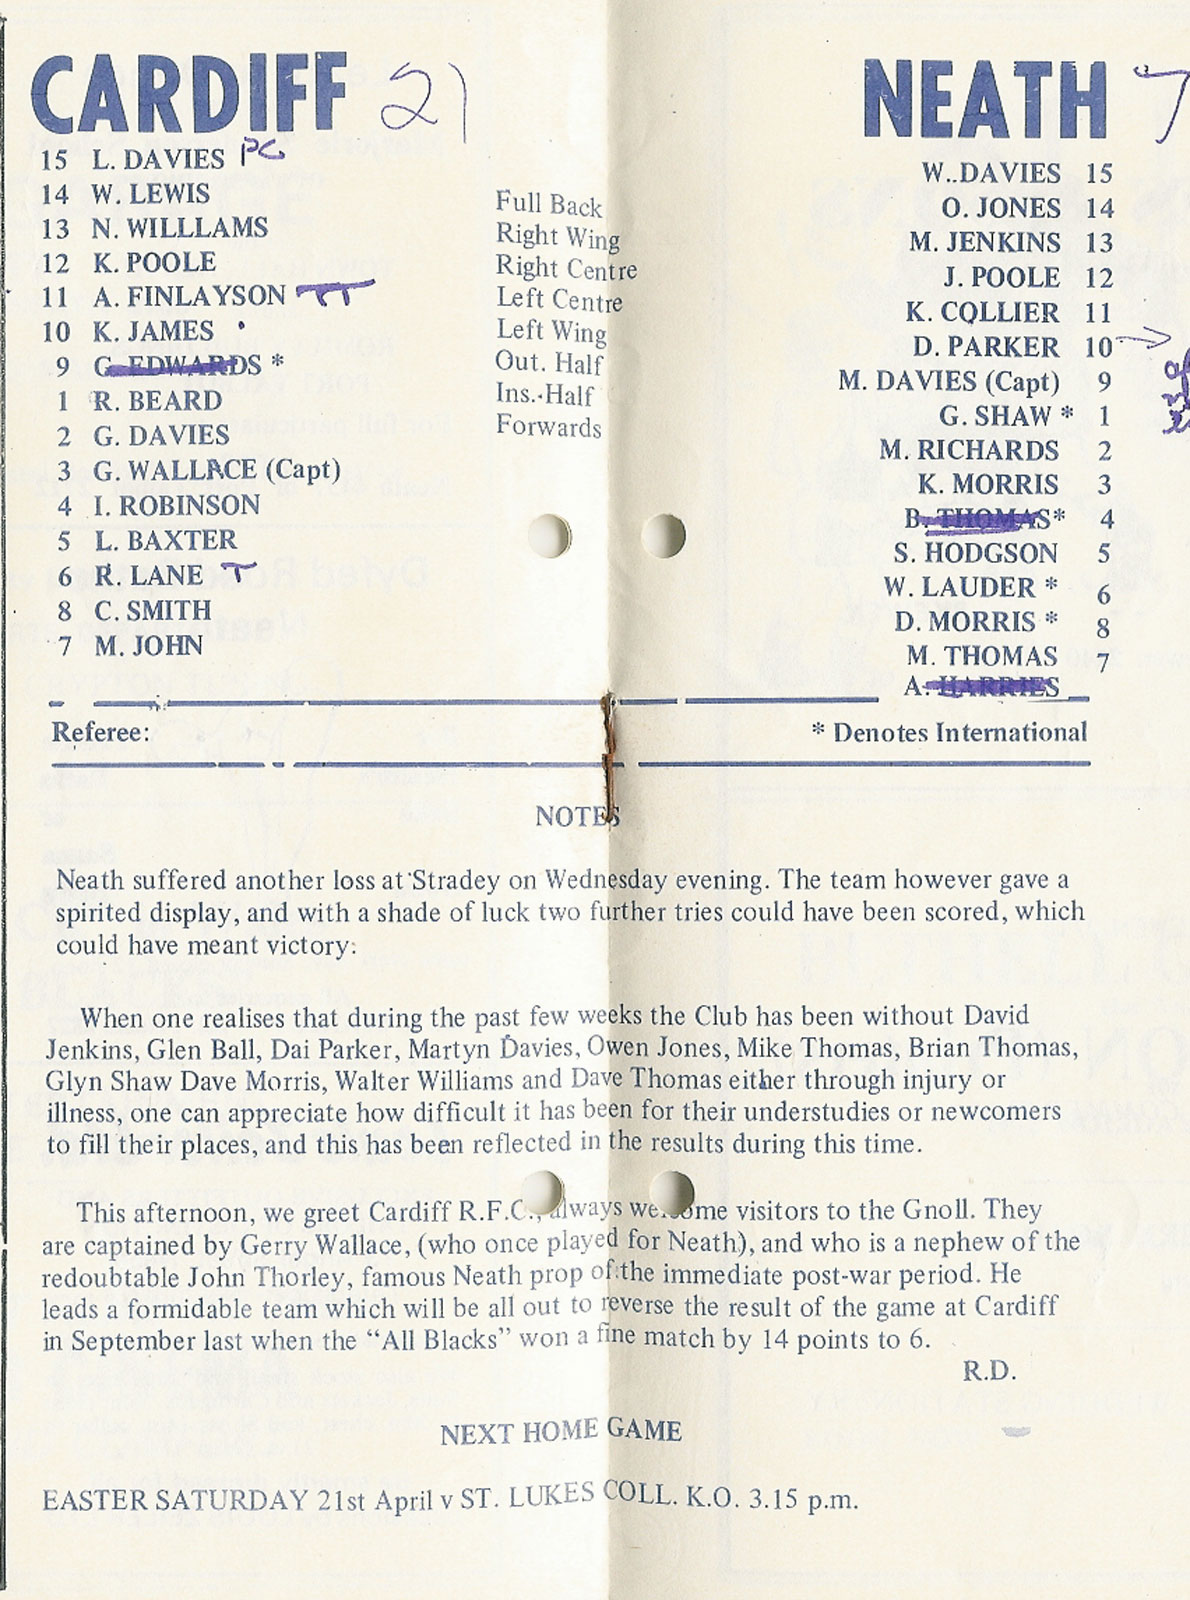 CARDIFF 21
15 L. DAVIES PG
14 W. LEWIS
13 N. WILLLAMS
12 K. POOLE
11 A. FINLAYSON TT
10 K. JAMES
9 G EDWARDS *
1 R. BEARD
2 G. DAVIES
3 G. WALLACE (Capt)
4 I. ROBINSON
5 L. BAXTER
6 R. LANE T
8 C. SMITH
7 M. JOHN
Full Back
Right Wing
Right Centre
Left Centre
Left Wing
Out. Half
Ins.-Half
Forwards
NEATH 7
W..DAVIES 15
O. JONES 14
M. JENKINS 13
J. POOLE 12
K. COLLIER 11
D. PARKER 10
M. DAVIES (Capt) 9
G. SHAW * 1
M. RICHARDS 2
K. MORRIS 3
B. THOMAS* 4
S. HODGSON 5
W. LAUDER * 6
D. MORRIS * 8
M. THOMAS 7
A. HARRIES
Referee:
* Denotes International
NOTES
Neath suffered another loss at Stradey on Wednesday evening. The team however gave a
spirited display, and with a shade of luck two further tries could have been scored, which
could have meant victory.
When one realises that during the past few weeks the Club has been without David
Jenkins, Glen Ball, Dai Parker, Martyn Davies, Owen Jones, Mike Thomas, Brian Thomas,
Glyn Shaw Dave Morris, Walter Williams and Dave Thomas either through injury or
illness, one can appreciate how difficult it has been for their understudies or newcomers
to fill their places, and this has been reflected in the results during this time.
This afternoon, we greet Cardiff R.F.C., always welcome visitors to the Gnoll. They
are captained by Gerry Wallace, (who once played for Neath), and who is a nephew of the
redoubtable John Thorley, famous Neath prop of the immediate post-war period. He
leads a formidable team which will be all out to reverse the result of the game at Cardiff
in September last when the “All Blacks” won a fine match by 14 points to 6.
R.D.
NEXT HOME GAME
EASTER SATURDAY 21st April v ST. LUKES COLL. K.O. 3.15 p.m.